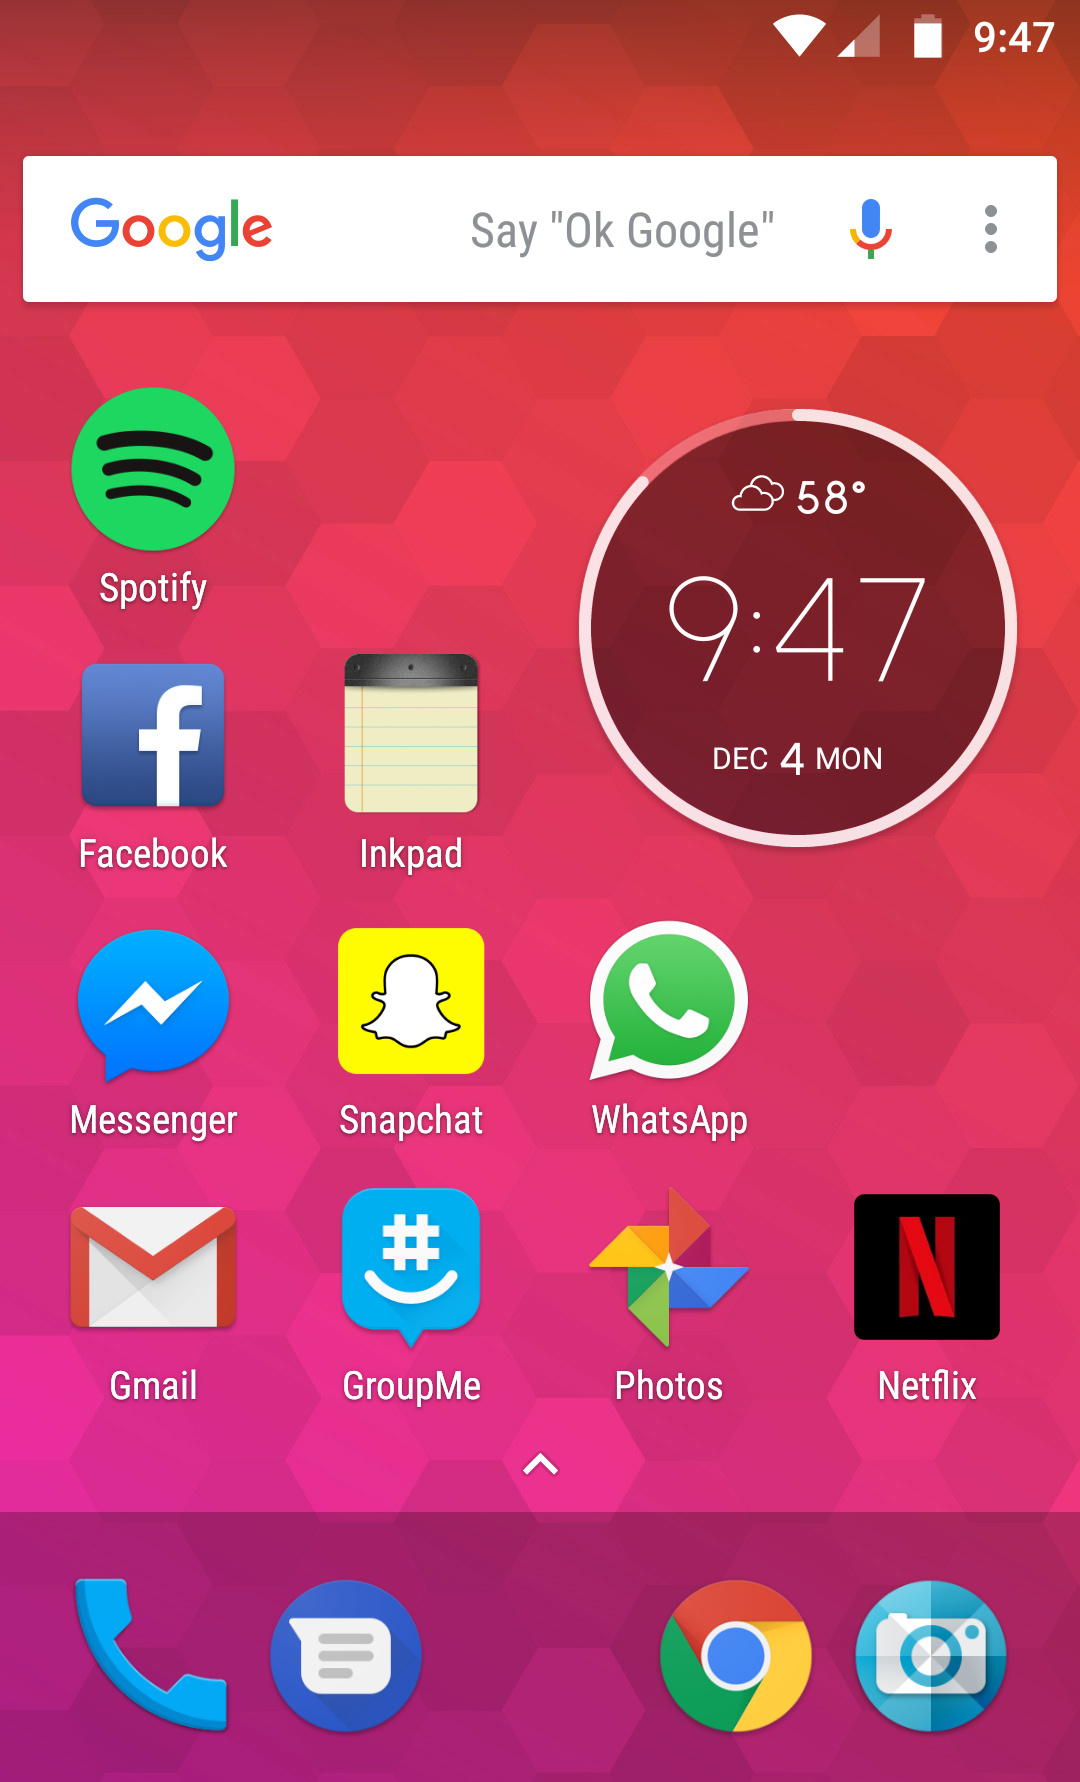 9:47
Google Say "Ok Google"
58°
9:47
DEC 4 MON
Spotify
Facebook Inkpad
Messenger Snapchat WhatsApp
Gmail GroupMe Photos Netflix